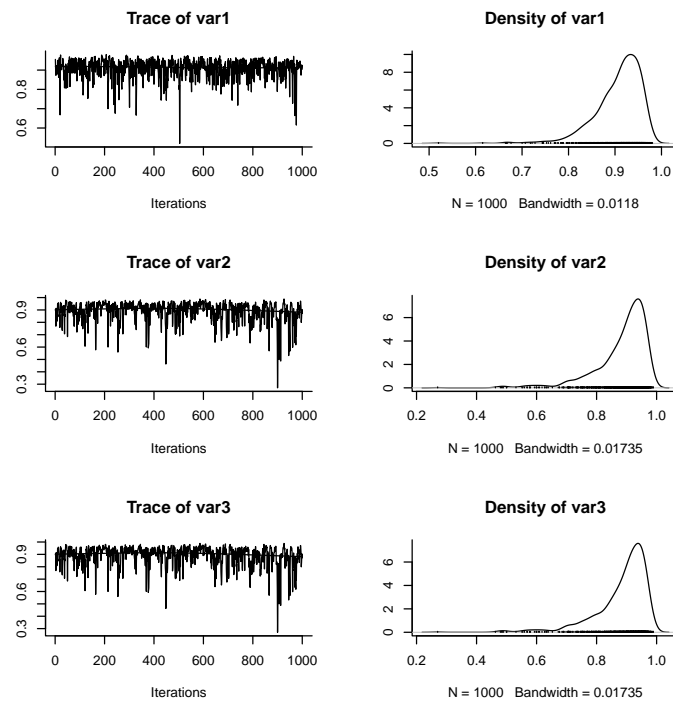 Trace of var1
0.6 0.8
0 200 400 600 800 1000
Iterations
Density of var1
0 4 8
0.5 0.6 0.7 0.8 0.9 1.0
N = 1000 Bandwidth = 0.0118
Trace of var2
0.3 0.6 0.9
0 200 400 600 800 1000
Iterations
Density of var2
0 2 4 6
0.2 0.4 0.6 0.8 1.0
N = 1000 Bandwidth = 0.01735
Trace of var3
0.3 0.6 0.9
0 200 400 600 800 1000
Iterations
Density of var3
0 2 4 6
0.2 0.4 0.6 0.8 1.0
N = 1000 Bandwidth = 0.01735